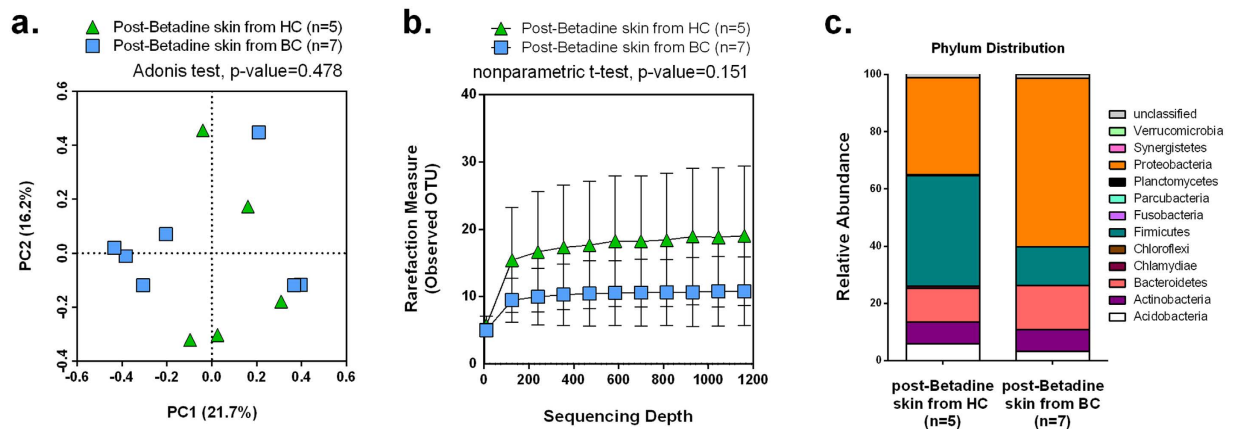 a.
Post-Betadine skin from HC (n=5)
Post-Betadine skin from BC (n=7)
Adonis test, p-value=0.478
0.6
0.4
0.2
0.0
-0.2
-0.4
PC2 (16.2%)
-0.6
-0.4
-0.2
0.0
0.2
0.4
0.6
PC1 (21.7%)
b.
Post-Betadine skin from HC (n=5)
Post-Betadine skin from BC (n=7)
nonparametric t-test, p-value=0.151
40
30
20
10
0
Rarefaction Measure
(Observed OTU)
0
200
400
600
800
1000
1200
Sequencing Depth
c.
Phylum Distribution
100
80
60
40
20
0
Relative Abundance
post-Betadine
skin from HC
(n=5)
post-Betadine
skin from BC
(n=7)
unclassified
Verrucomicrobia
Synergistetes
Proteobacteria
Planctomycetes
Parcubacteria
Fusobacteria
Firmicutes
Chloroflexi
Chlamydiae
Bacteroidetes
Actinobacteria
Acidobacteria